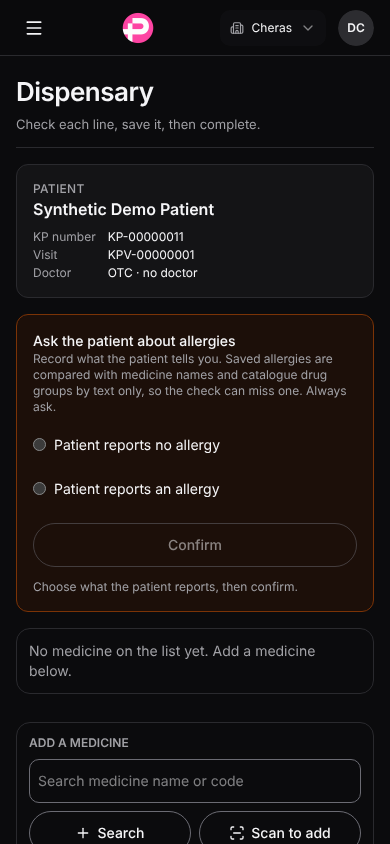 Cheras
DC
Dispensary
Check each line, save it, then complete.
PATIENT
Synthetic Demo Patient
KP number KP-00000011
Visit KPV-00000001
Doctor OTC · no doctor
Ask the patient about allergies
Record what the patient tells you. Saved allergies are
compared with medicine names and catalogue drug
groups by text only, so the check can miss one. Always
ask.
Patient reports no allergy
Patient reports an allergy
Confirm
Choose what the patient reports, then confirm.
No medicine on the list yet. Add a medicine
below.
ADD A MEDICINE
Search medicine name or code
Search Scan to add